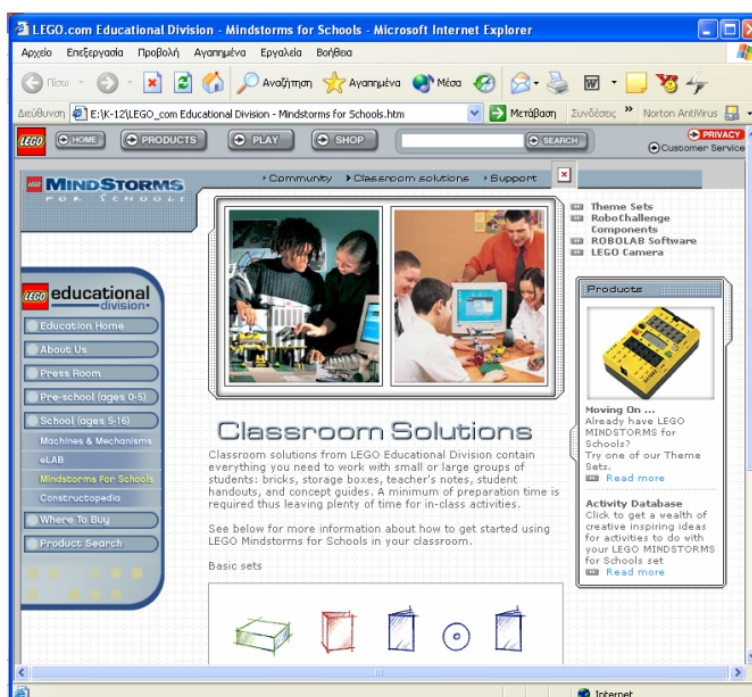 LEGO.com Educational Division - Mindstorms for Schools - Microsoft Internet Explorer
Αρχείο Επεξεργασία Προβολή Αγαπημένα Εργαλεία Βοήθεια
Πίσω Αναζήτηση Αγαπημένα Μέσα
Διεύθυνση E:\K-12\LEGO_com Educational Division - Mindstorms for Schools.htm Μετάβαση Συνδέσεις » Norton AntiVirus
LEGO HOME PRODUCTS PLAY SHOP SEARCH PRIVACY
Customer Service
LEGO MINDSTORMS
FOR SCHOOLS
Community Classroom solutions Support
Theme Sets
RoboChallenge
Components
ROBOLAB Software
LEGO Camera
LEGO educational
division
Education Home
About Us
Press Room
Pre-school (ages 0-5)
School (ages 5-16)
Machines & Mechanisms
eLAB
Mindstorms For Schools
Constructopedia
Where To Buy
Product Search
Classroom Solutions
Classroom solutions from LEGO Educational Division contain
everything you need to work with small or large groups of
students: bricks, storage boxes, teacher's notes, student
handouts, and concept guides. A minimum of preparation time is
required thus leaving plenty of time for in-class activities.
See below for more information about how to get started using
LEGO Mindstorms for Schools in your classroom.
Basic sets
Products
Moving On ...
Already have LEGO
MINDSTORMS for
Schools?
Try one of our Theme
Sets.
Read more
Activity Database
Click to get a wealth of
creative inspiring ideas
for activities to do with
your LEGO MINDSTORMS
for Schools set
Read more
Internet